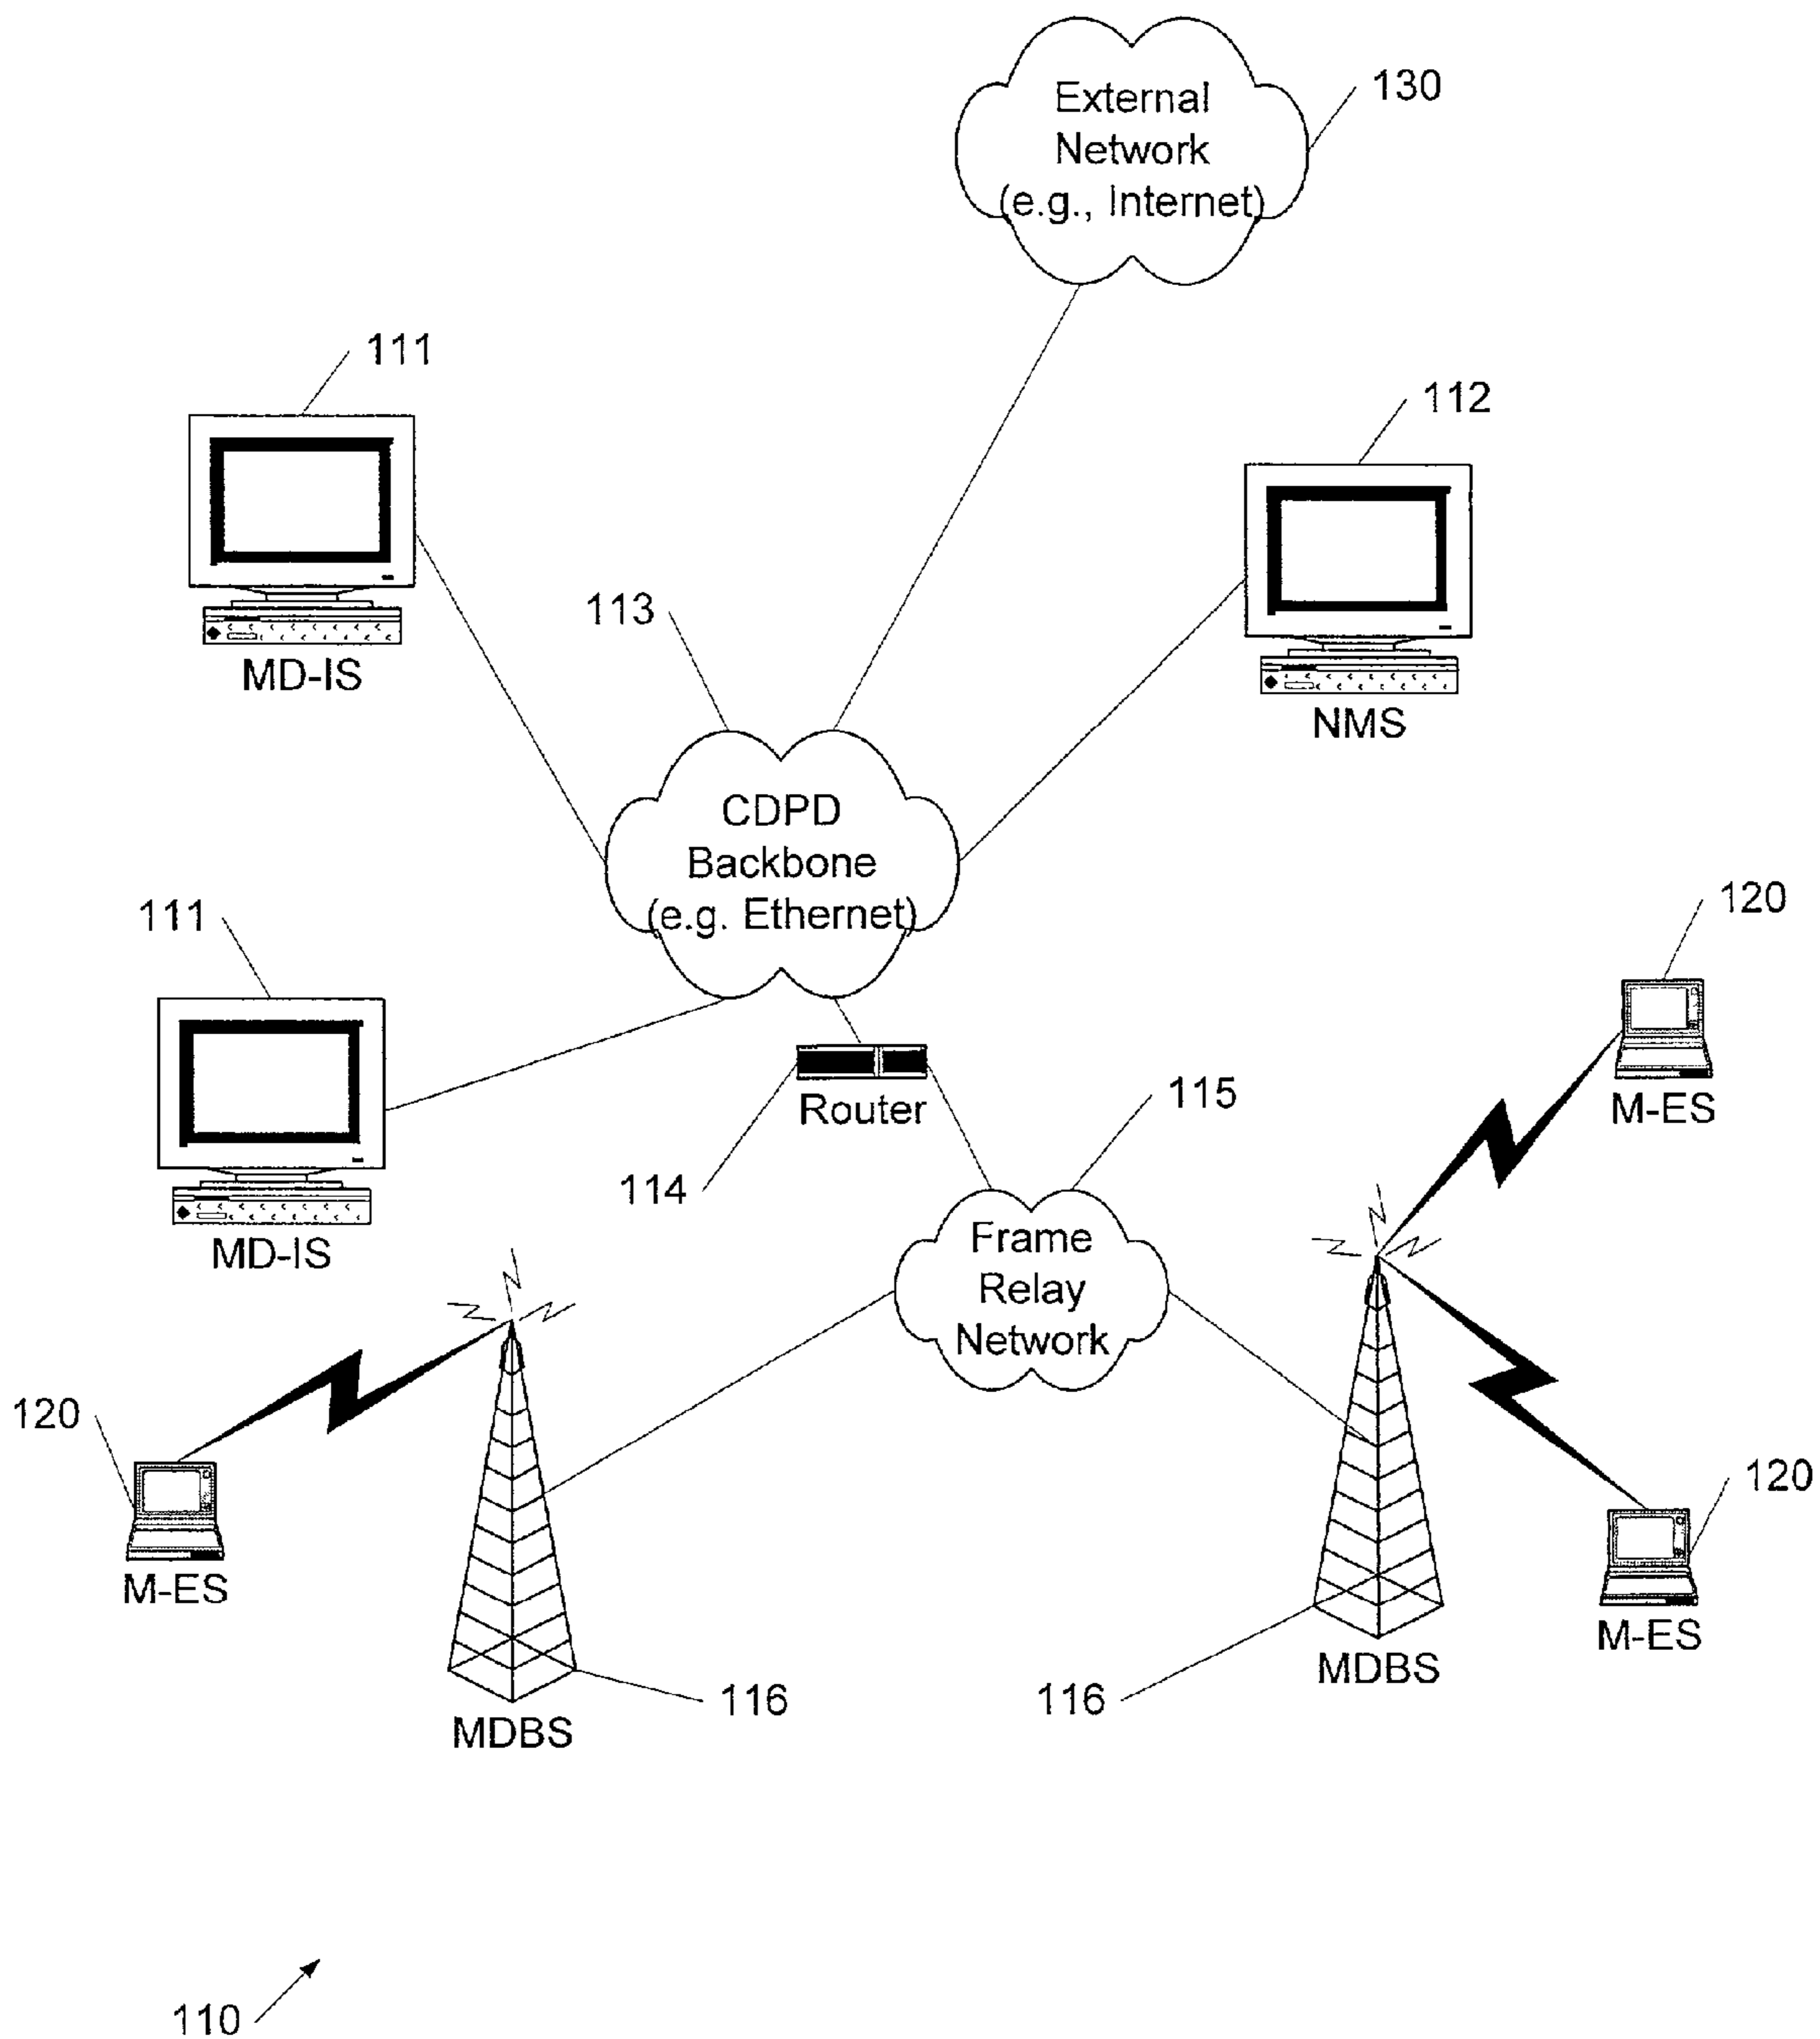 External
Network
(e.g., Internet)
130
111
MD-IS
112
NMS
113
CDPD
Backbone
(e.g. Ethernet)
111
MD-IS
120
M-ES
Router
114
115
Frame
Relay
Network
120
M-ES
MDBS
116
120
M-ES
MDBS
116
110